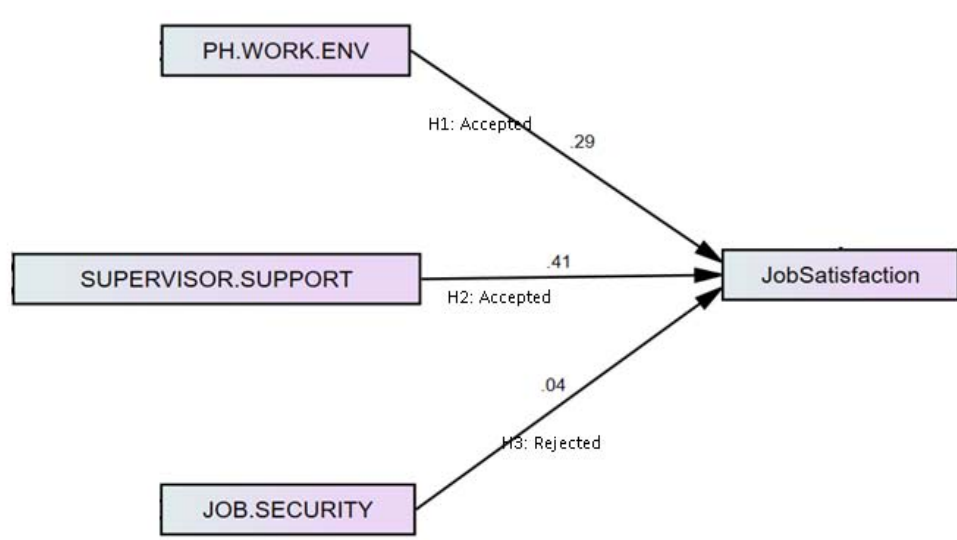 PH.WORK.ENV
H1: Accepted
.29
SUPERVISOR.SUPPORT
.41
H2: Accepted
JobSatisfaction
.04
H3: Rejected
JOB.SECURITY